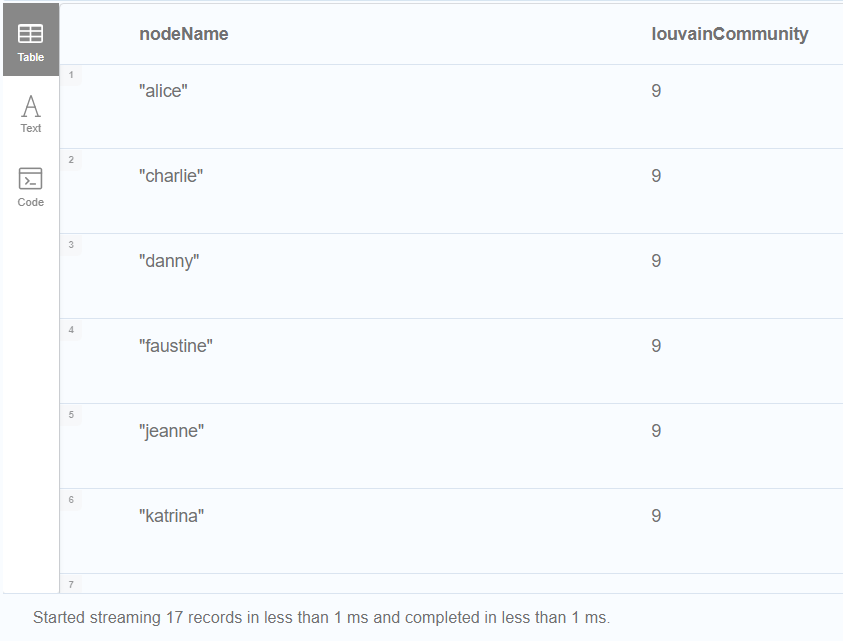 Table
Text
Code
nodeName louvainCommunity
1
"alice" 9
2
"charlie" 9
3
"danny" 9
4
"faustine" 9
5
"jeanne" 9
6
"katrina" 9
7
Started streaming 17 records in less than 1 ms and completed in less than 1 ms.